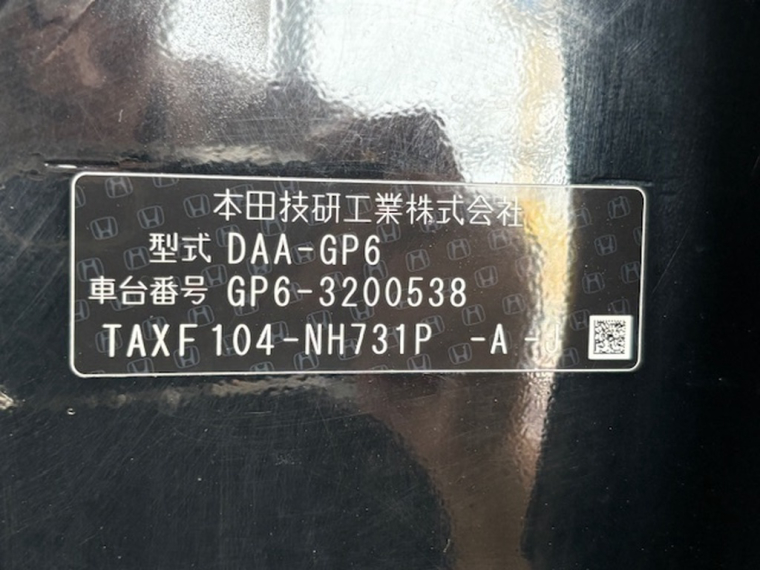 本田技研工業株式会社
型式 DAA-GP6
車台番号 GP6-3200538
TAXF104-NH731P -A -J